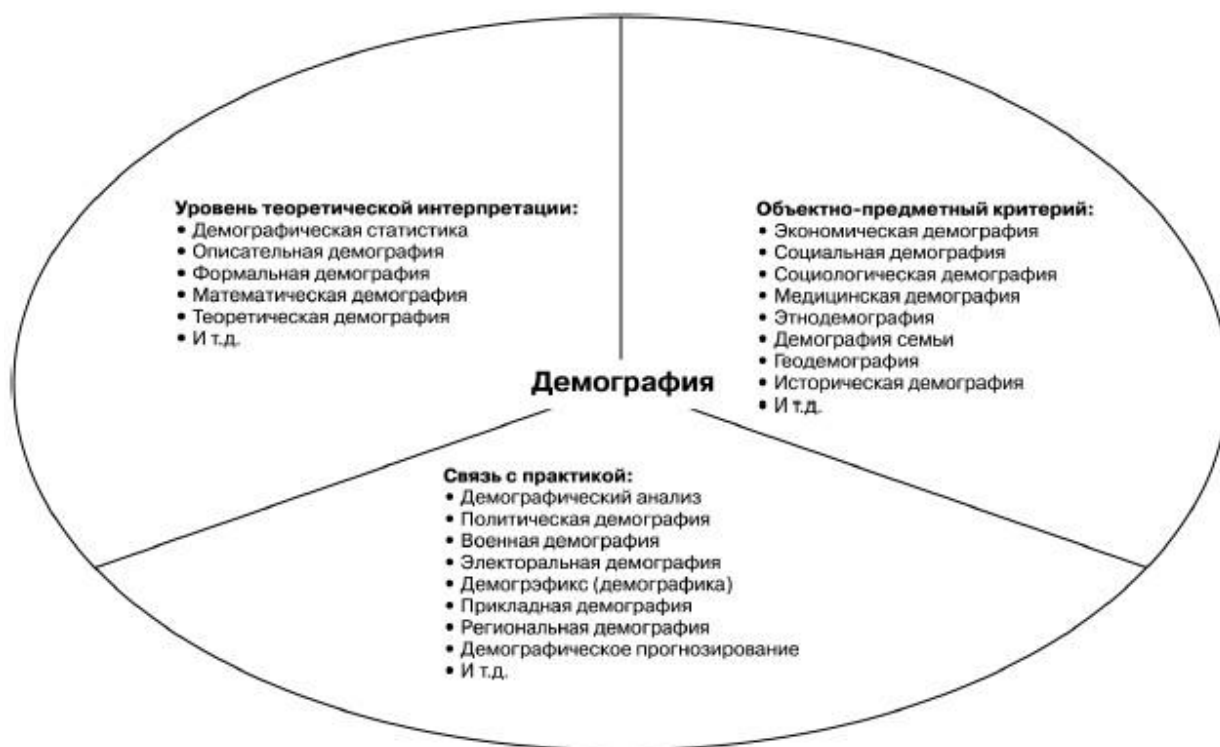 Уровень теоретической интерпретации:
• Демографическая статистика
• Описательная демография
• Формальная демография
• Математическая демография
• Теоретическая демография
• И т.д.
Объектно-предметный критерий:
• Экономическая демография
• Социальная демография
• Социологическая демография
• Медицинская демография
• Этнодемография
• Демография семьи
• Геодемография
• Историческая демография
• И т.д.
Демография
Связь с практикой:
• Демографический анализ
• Политическая демография
• Военная демография
• Электоральная демография
• Демогрэфикс (демографика)
• Прикладная демография
• Региональная демография
• Демографическое прогнозирование
• И т.д.